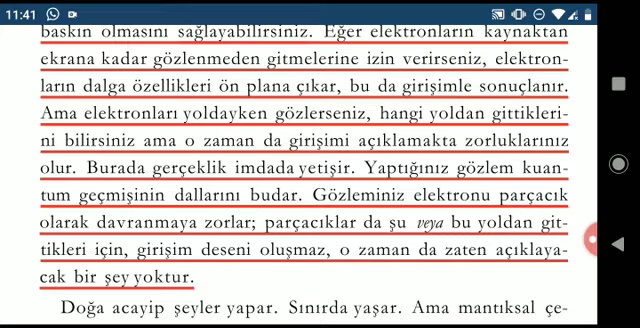 11:41
baskın olmasını sağlayabilirsiniz. Eğer elektronların kaynaktan
ekrana kadar gözlenmeden gitmelerine izin verirseniz, elektron-
ların dalga özellikleri ön plana çıkar, bu da girişimle sonuçlanır.
Ama elektronları yoldayken gözlerseniz, hangi yoldan gittikleri-
ni bilirsiniz ama o zaman da girişimi açıklamakta zorluklarınız
olur. Burada gerçeklik imdada yetişir. Yaptığınız gözlem kuan-
tum geçmişinin dallarını budar. Gözleminiz elektronu parçacık
olarak davranmaya zorlar; parçacıklar da şu veya bu yoldan git-
tikleri için, girişim deseni oluşmaz, o zaman da zaten açıklaya-
cak bir şey yoktur.
Doğa acayip şeyler yapar. Sınırda yaşar. Ama mantıksal çe-